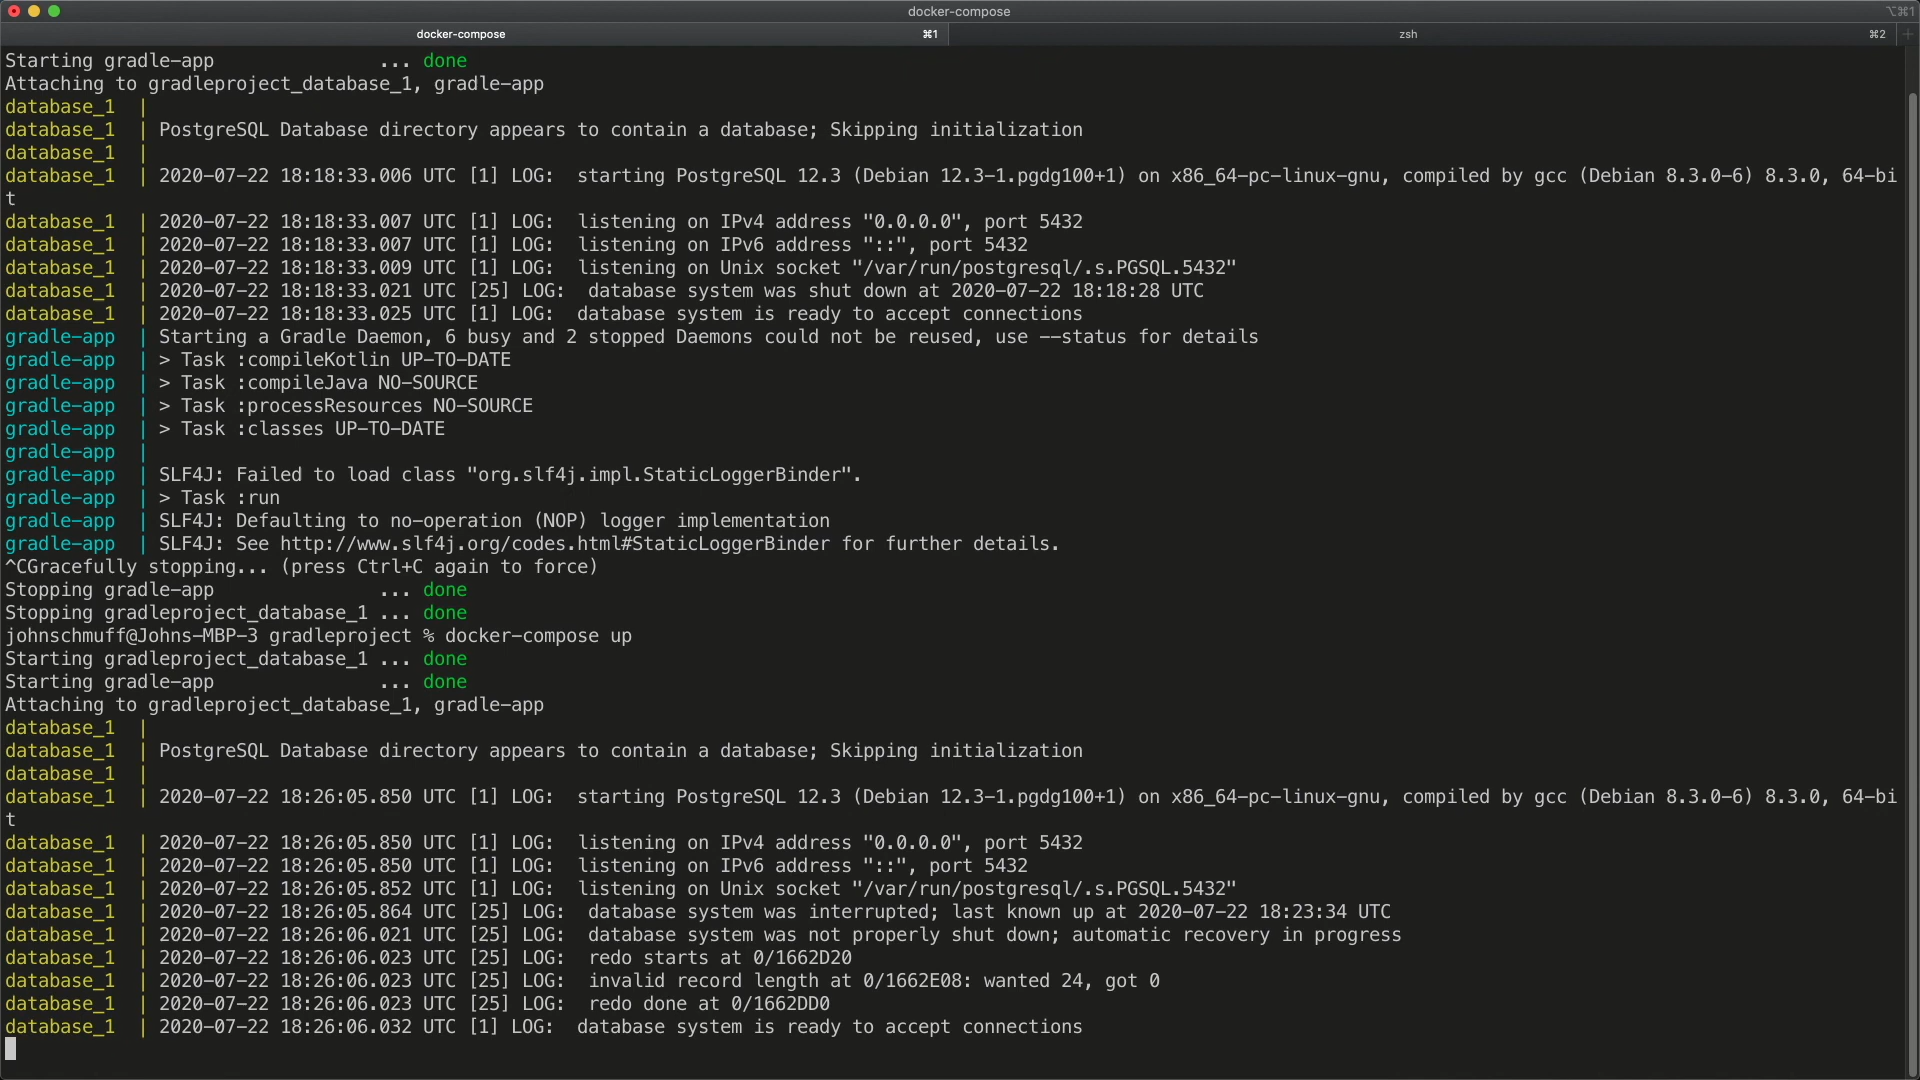 docker-compose
⌥⌘1
docker-compose ⌘1 zsh ⌘2 +
Starting gradle-app ... done
Attaching to gradleproject_database_1, gradle-app
database_1 |
database_1 | PostgreSQL Database directory appears to contain a database; Skipping initialization
database_1 |
database_1 | 2020-07-22 18:18:33.006 UTC [1] LOG:  starting PostgreSQL 12.3 (Debian 12.3-1.pgdg100+1) on x86_64-pc-linux-gnu, compiled by gcc (Debian 8.3.0-6) 8.3.0, 64-bi
t
database_1 | 2020-07-22 18:18:33.007 UTC [1] LOG:  listening on IPv4 address "0.0.0.0", port 5432
database_1 | 2020-07-22 18:18:33.007 UTC [1] LOG:  listening on IPv6 address "::", port 5432
database_1 | 2020-07-22 18:18:33.009 UTC [1] LOG:  listening on Unix socket "/var/run/postgresql/.s.PGSQL.5432"
database_1 | 2020-07-22 18:18:33.021 UTC [25] LOG:  database system was shut down at 2020-07-22 18:18:28 UTC
database_1 | 2020-07-22 18:18:33.025 UTC [1] LOG:  database system is ready to accept connections
gradle-app | Starting a Gradle Daemon, 6 busy and 2 stopped Daemons could not be reused, use --status for details
gradle-app | > Task :compileKotlin UP-TO-DATE
gradle-app | > Task :compileJava NO-SOURCE
gradle-app | > Task :processResources NO-SOURCE
gradle-app | > Task :classes UP-TO-DATE
gradle-app |
gradle-app | SLF4J: Failed to load class "org.slf4j.impl.StaticLoggerBinder".
gradle-app | > Task :run
gradle-app | SLF4J: Defaulting to no-operation (NOP) logger implementation
gradle-app | SLF4J: See http://www.slf4j.org/codes.html#StaticLoggerBinder for further details.
^CGracefully stopping... (press Ctrl+C again to force)
Stopping gradle-app ... done
Stopping gradleproject_database_1 ... done
johnschmuff@Johns-MBP-3 gradleproject % docker-compose up
Starting gradleproject_database_1 ... done
Starting gradle-app ... done
Attaching to gradleproject_database_1, gradle-app
database_1 |
database_1 | PostgreSQL Database directory appears to contain a database; Skipping initialization
database_1 |
database_1 | 2020-07-22 18:26:05.850 UTC [1] LOG:  starting PostgreSQL 12.3 (Debian 12.3-1.pgdg100+1) on x86_64-pc-linux-gnu, compiled by gcc (Debian 8.3.0-6) 8.3.0, 64-bi
t
database_1 | 2020-07-22 18:26:05.850 UTC [1] LOG:  listening on IPv4 address "0.0.0.0", port 5432
database_1 | 2020-07-22 18:26:05.850 UTC [1] LOG:  listening on IPv6 address "::", port 5432
database_1 | 2020-07-22 18:26:05.852 UTC [1] LOG:  listening on Unix socket "/var/run/postgresql/.s.PGSQL.5432"
database_1 | 2020-07-22 18:26:05.864 UTC [25] LOG:  database system was interrupted; last known up at 2020-07-22 18:23:34 UTC
database_1 | 2020-07-22 18:26:06.021 UTC [25] LOG:  database system was not properly shut down; automatic recovery in progress
database_1 | 2020-07-22 18:26:06.023 UTC [25] LOG:  redo starts at 0/1662D20
database_1 | 2020-07-22 18:26:06.023 UTC [25] LOG:  invalid record length at 0/1662E08: wanted 24, got 0
database_1 | 2020-07-22 18:26:06.023 UTC [25] LOG:  redo done at 0/1662DD0
database_1 | 2020-07-22 18:26:06.032 UTC [1] LOG:  database system is ready to accept connections